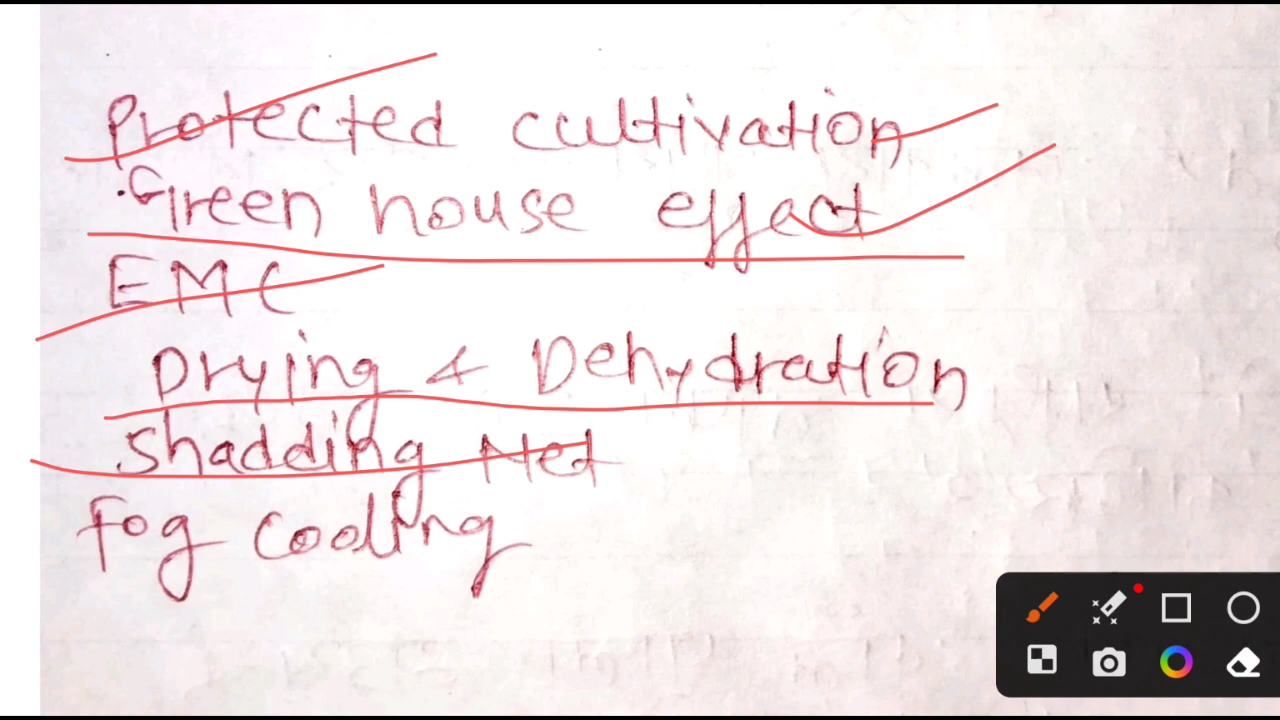 Protected cultivation
.Green house effect
EMC
Drying & Dehydration
Shadding Net
Fog cooling